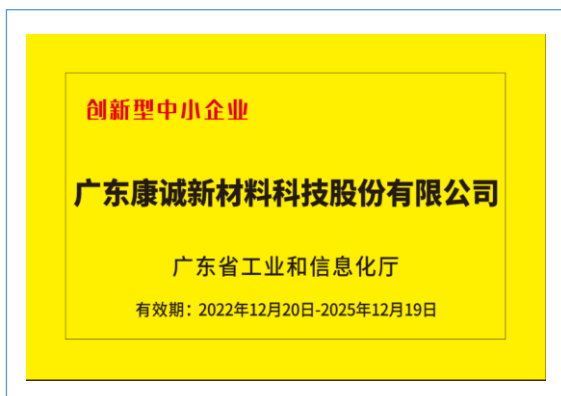 创新型中小企业
广东康诚新材料科技股份有限公司
广东省工业和信息化厅
有效期：2022年12月20日-2025年12月19日